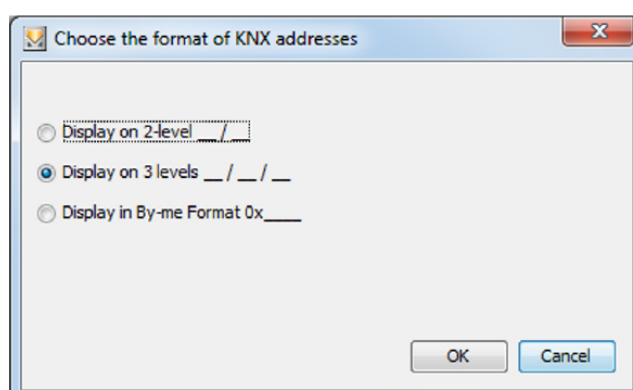 Choose the format of KNX addresses
Display on 2-level __ / __
Display on 3 levels __ / __ / __
Display in By-me Format 0x____
OK Cancel